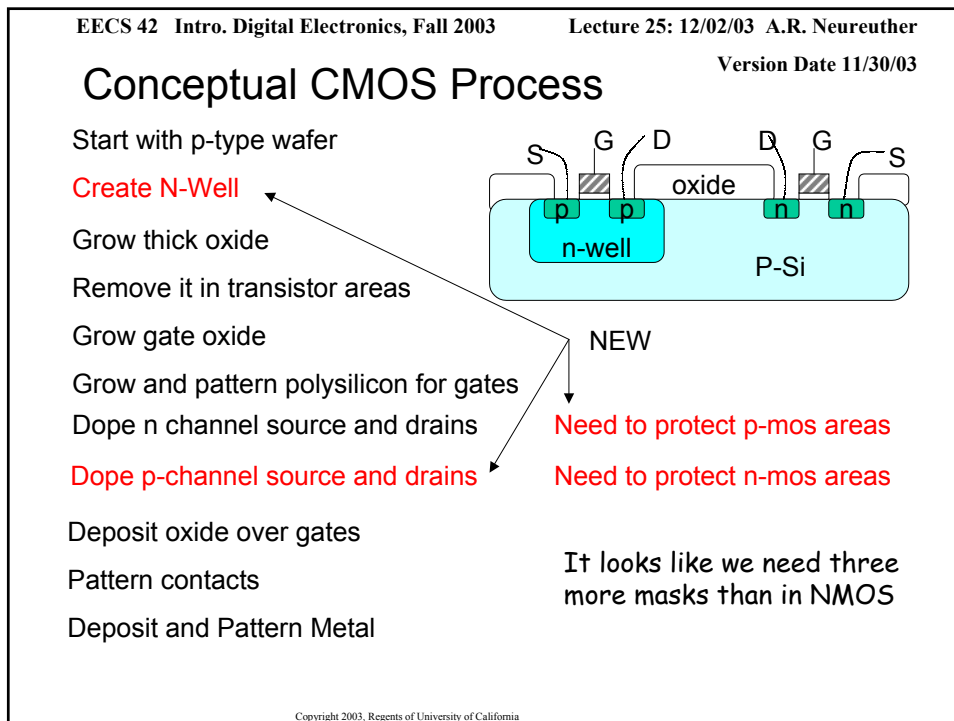 EECS 42 Intro. Digital Electronics, Fall 2003
Lecture 25: 12/02/03 A.R. Neureuther
Version Date 11/30/03
Conceptual CMOS Process
Start with p-type wafer
Create N-Well
Grow thick oxide
Remove it in transistor areas
Grow gate oxide
Grow and pattern polysilicon for gates
Dope n channel source and drains
Dope p-channel source and drains
Deposit oxide over gates
Pattern contacts
Deposit and Pattern Metal
S G D D G S
oxide
p p n n
n-well
P-Si
NEW
Need to protect p-mos areas
Need to protect n-mos areas
It looks like we need three
more masks than in NMOS
Copyright 2003, Regents of University of California